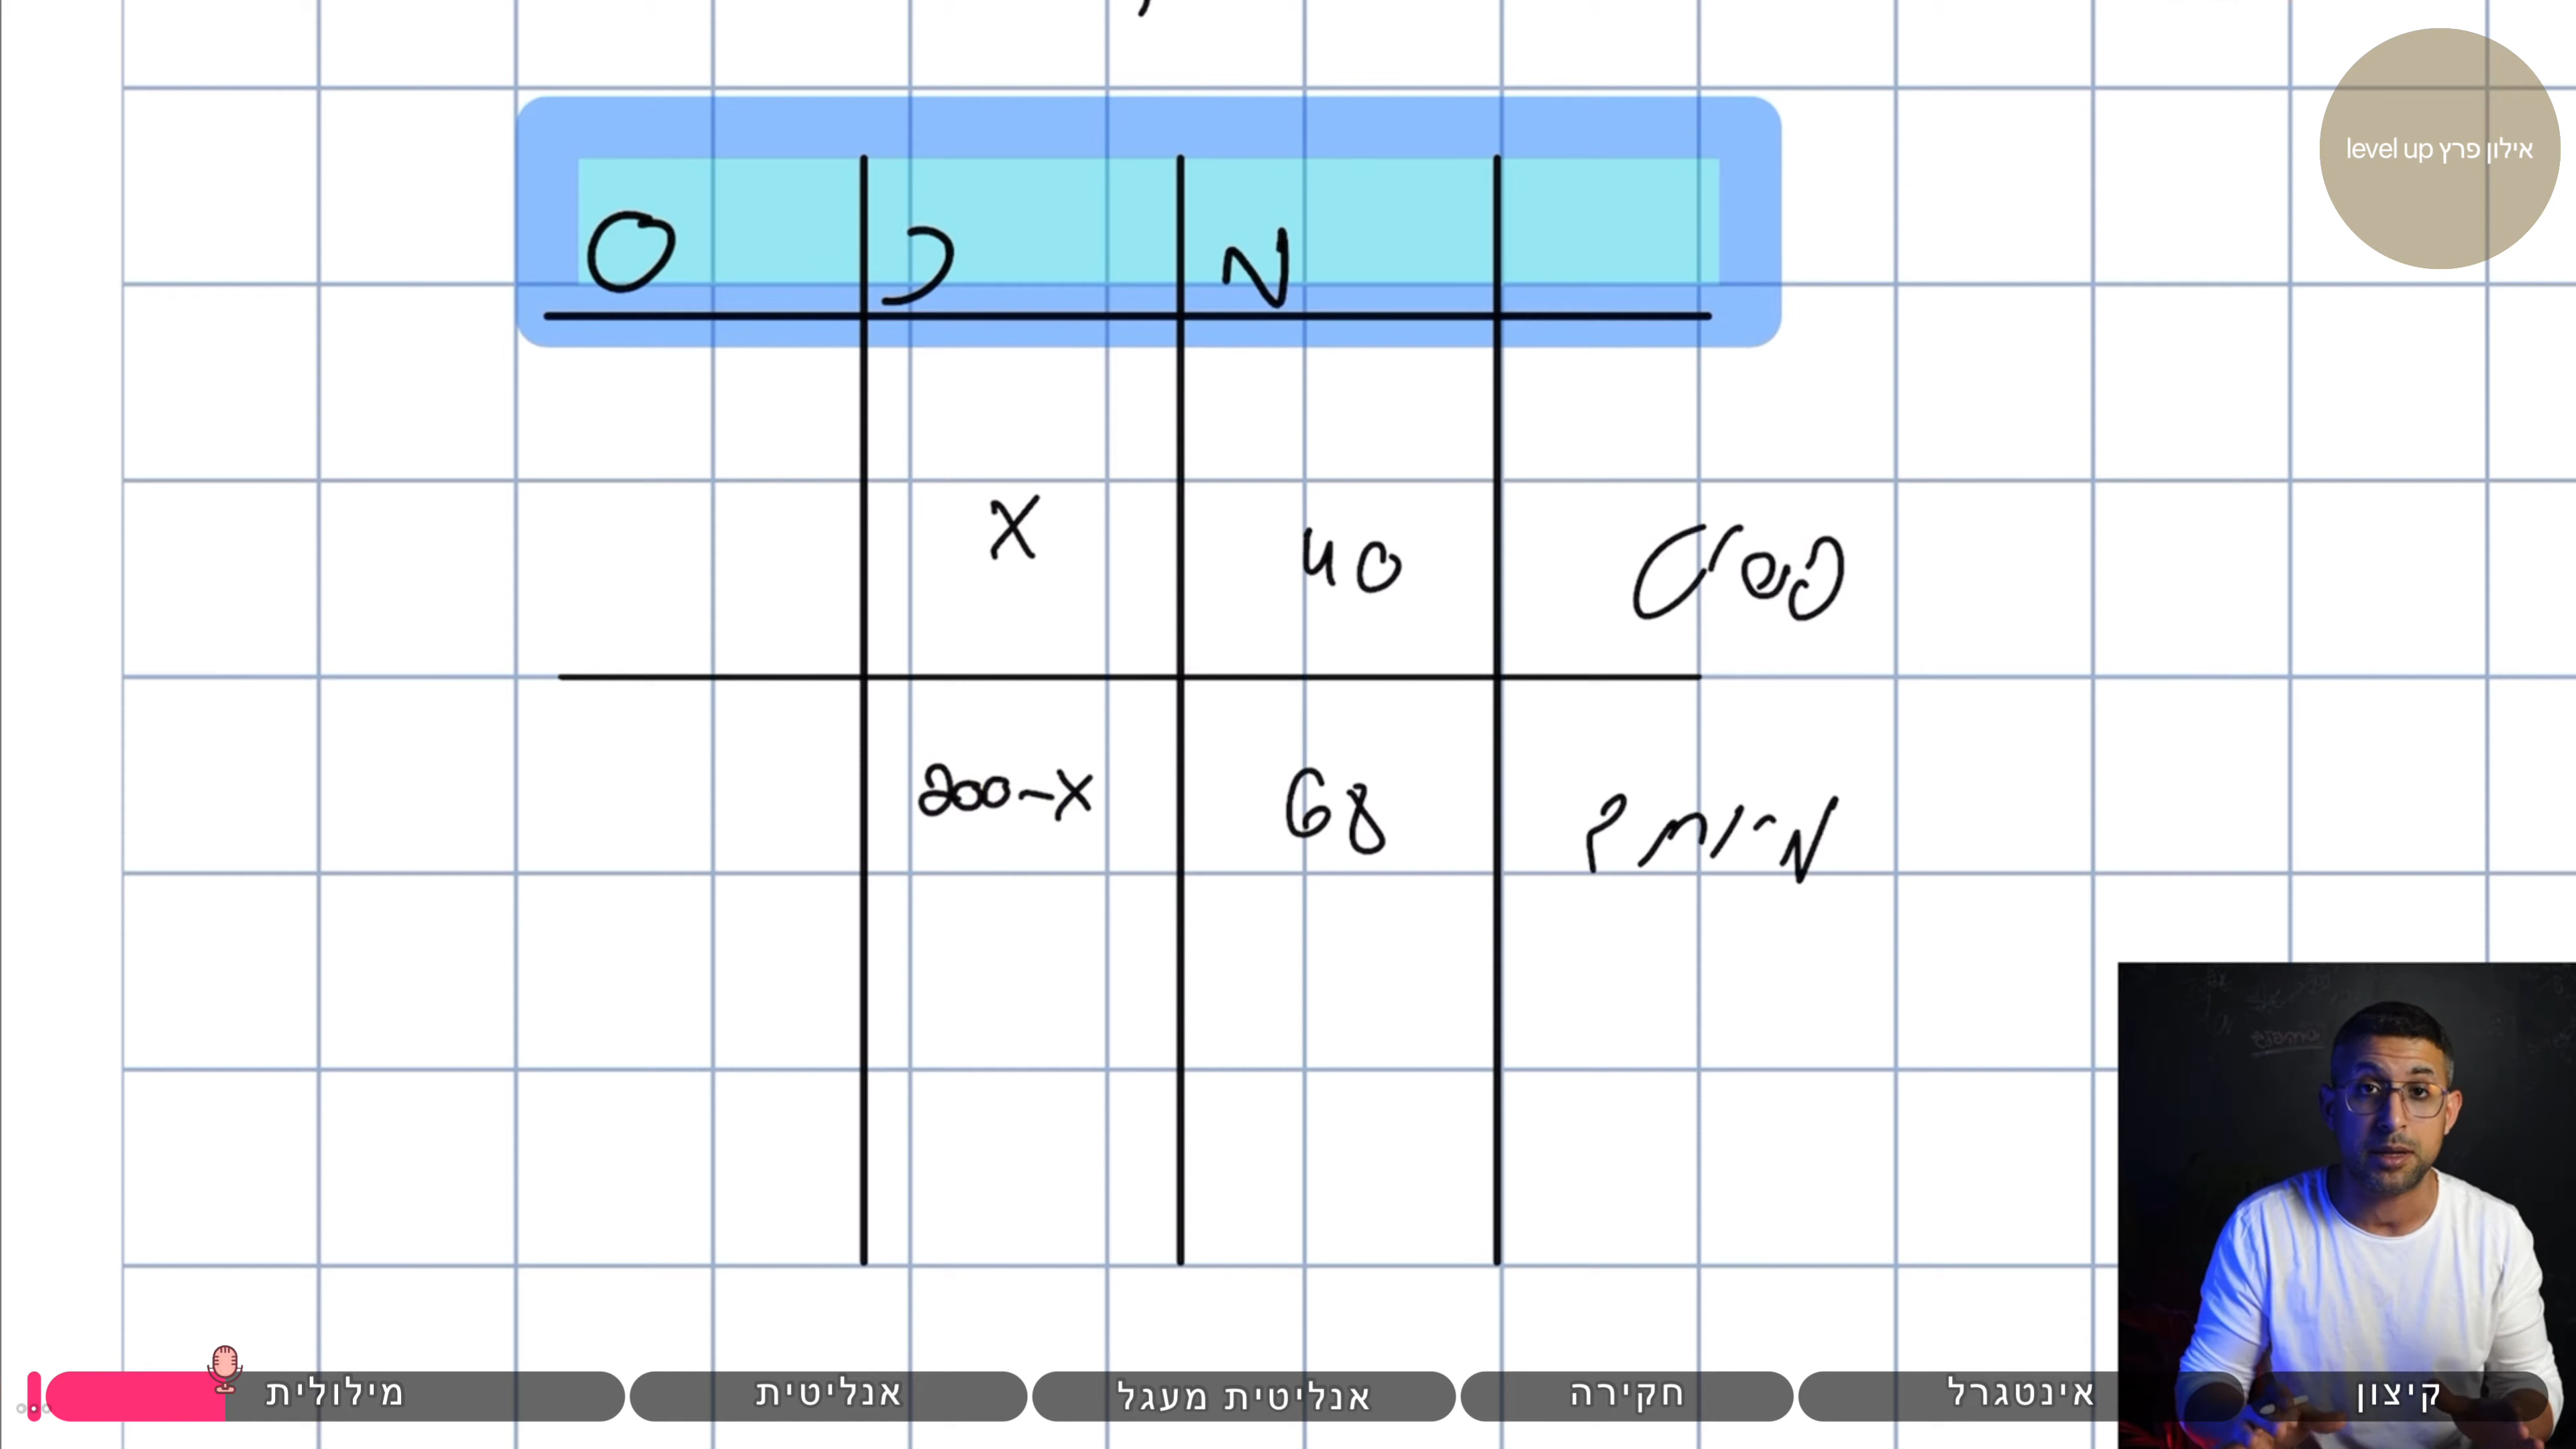 אילון פרץ level up
מ כ ס
פשוט 40 X
מיוחד 68 200-X
מילולית אנליטית אנליטית מעגל חקירה אינטגרל קיצון